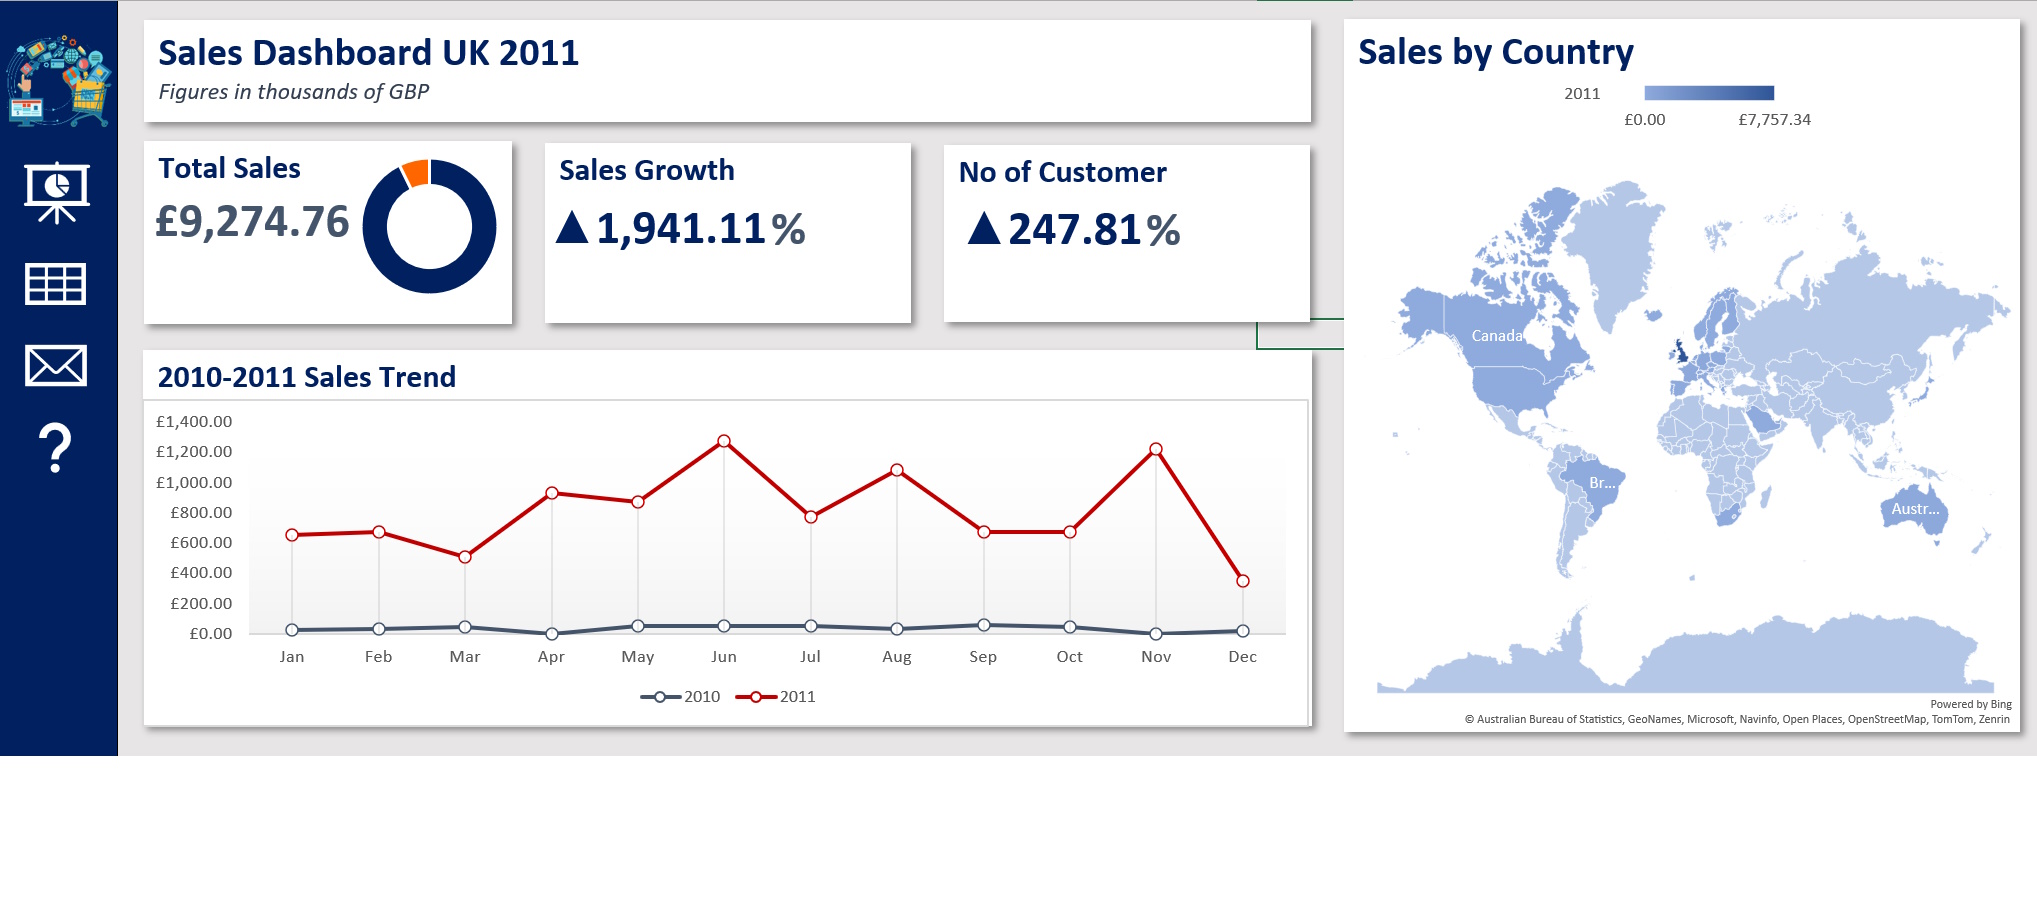 Sales Dashboard UK 2011
Figures in thousands of GBP
Total Sales
£9,274.76
Sales Growth
▲1,941.11%
No of Customer
▲247.81%
2010-2011 Sales Trend
£1,400.00
£1,200.00
£1,000.00
£800.00
£600.00
£400.00
£200.00
£0.00
Jan Feb Mar Apr May Jun Jul Aug Sep Oct Nov Dec
2010 2011
Sales by Country
2011
£0.00 £7,757.34
Canada
Br...
Austr...
Powered by Bing
© Australian Bureau of Statistics, GeoNames, Microsoft, Navinfo, Open Places, OpenStreetMap, TomTom, Zenrin
?